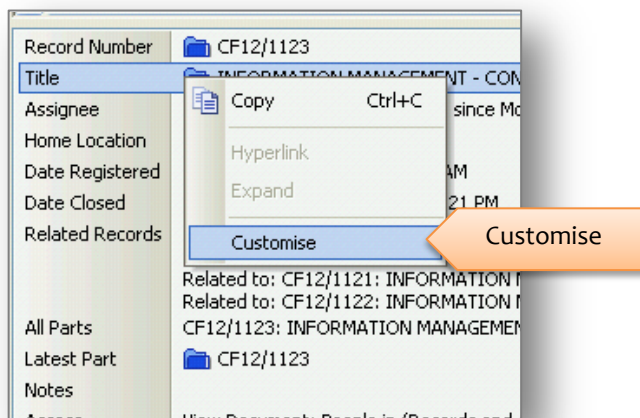 Record Number CF12/1123
Title INFORMATION MANAGEMENT - CON
Assignee since Mo
Home Location
Date Registered AM
Date Closed 21 PM
Related Records
Copy Ctrl+C
Hyperlink
Expand
Customise
Customise
Related to: CF12/1121: INFORMATION
Related to: CF12/1122: INFORMATION
All Parts CF12/1123: INFORMATION MANAGEMEN
Latest Part CF12/1123
Notes